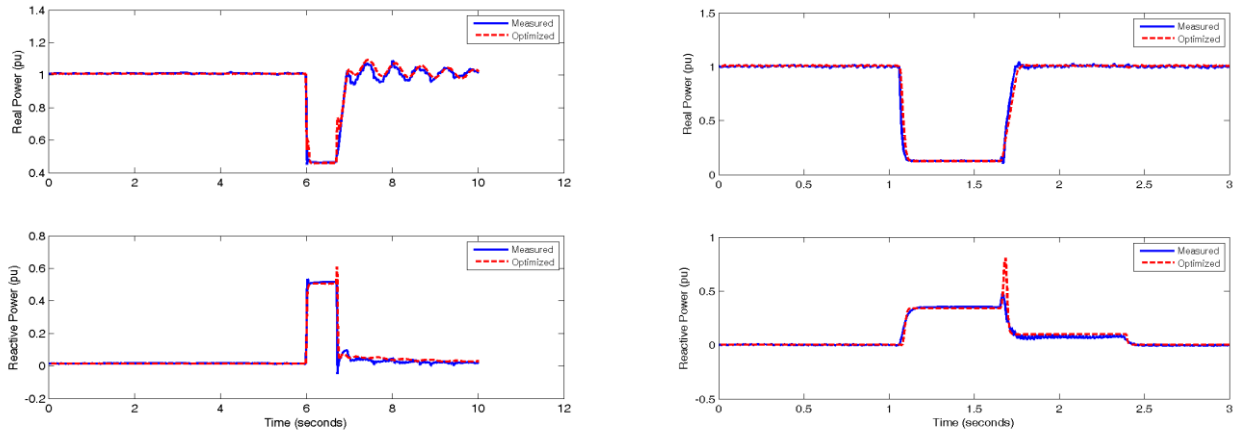 1.4
1.2
1
0.8
0.6
0.4
Real Power (pu)
Measured
Optimized
0 2 4 6 8 10 12
1.5
1
0.5
0
Real Power (pu)
Measured
Optimized
0 0.5 1 1.5 2 2.5 3
0.8
0.6
0.4
0.2
0
-0.2
Reactive Power (pu)
Measured
Optimized
0 2 4 6 8 10 12
Time (seconds)
1
0.5
0
-0.5
Reactive Power (pu)
Measured
Optimized
0 0.5 1 1.5 2 2.5 3
Time (seconds)